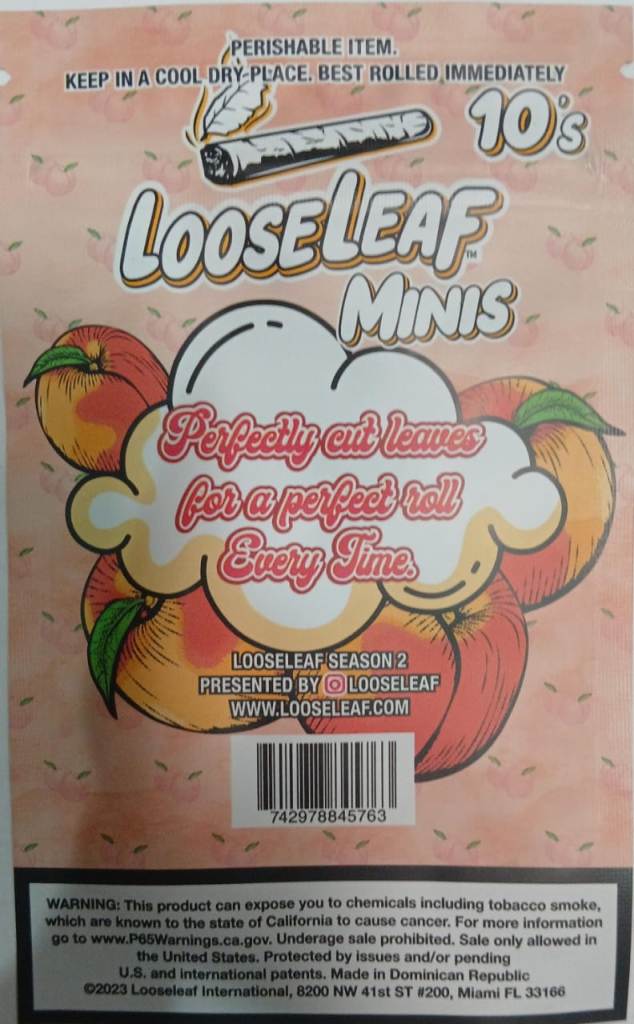 PERISHABLE ITEM.
KEEP IN A COOL DRY PLACE. BEST ROLLED IMMEDIATELY
10's
LOOSELEAF™
MINIS
Perfectly cut leaves
for a perfect roll
Every Time.
LOOSELEAF SEASON 2
PRESENTED BY LOOSELEAF
WWW.LOOSELEAF.COM
742978845763
WARNING: This product can expose you to chemicals including tobacco smoke,
which are known to the state of California to cause cancer. For more information
go to www.P65Warnings.ca.gov. Underage sale prohibited. Sale only allowed in
the United States. Protected by issues and/or pending
U.S. and international patents. Made in Dominican Republic
©2023 Looseleaf International, 8200 NW 41st ST #200, Miami FL 33166